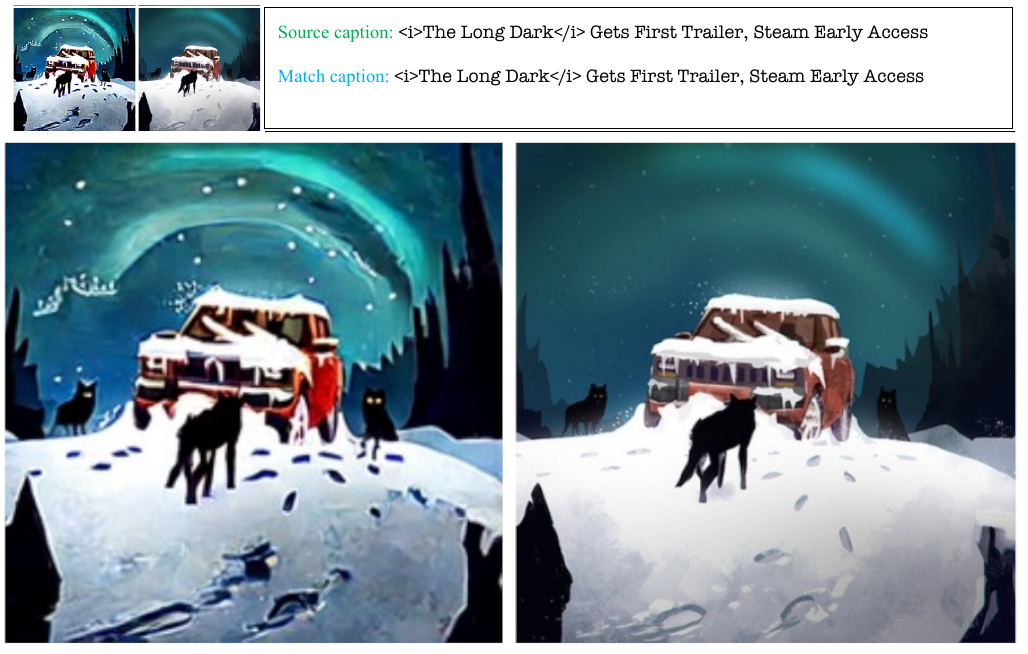 Source caption: <i>The Long Dark</i> Gets First Trailer, Steam Early Access
Match caption: <i>The Long Dark</i> Gets First Trailer, Steam Early Access